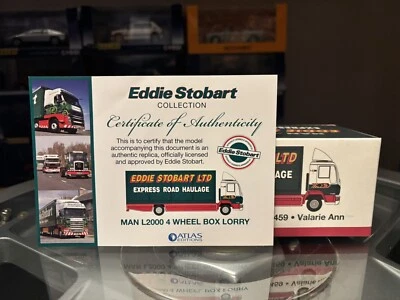 Eddie Stobart
COLLECTION
Certificate of Authenticity
This is to certify that the model
accompanying this document is an
authentic replica, officially licensed
and approved by Eddie Stobart.
Eddie Stobart
EDDIE STOBART LTD
EXPRESS ROAD HAULAGE
MAN L2000 4 WHEEL BOX LORRY
ATLAS
EDITIONS
LTD
AGE
459 • Valarie Ann